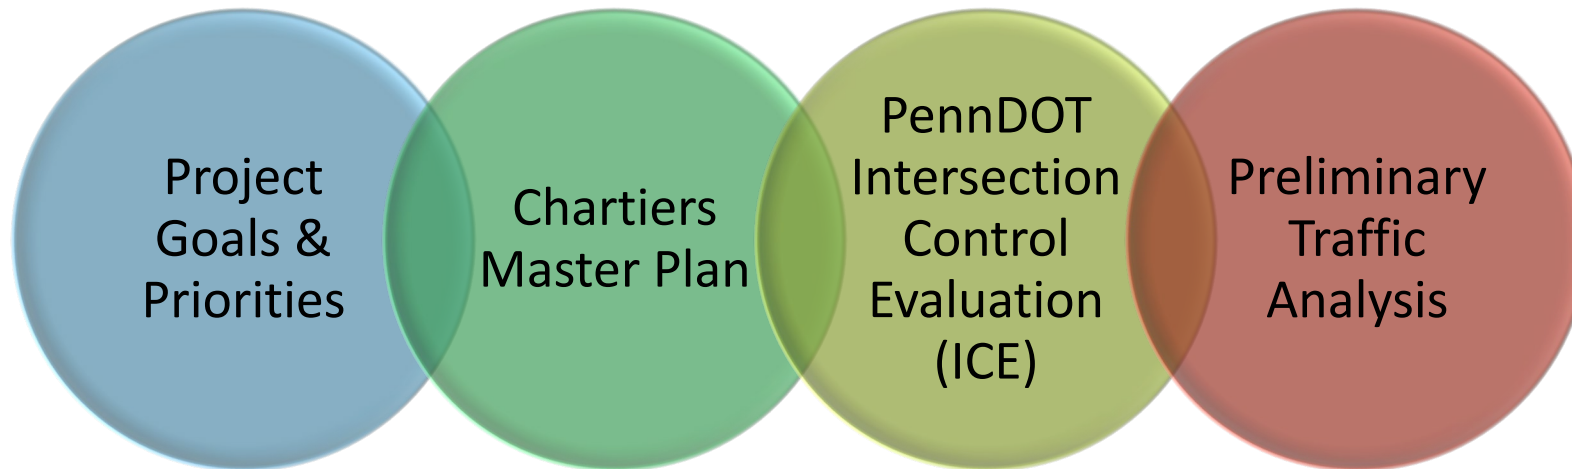 Project
Goals &
Priorities
Chartiers
Master Plan
PennDOT
Intersection
Control
Evaluation
(ICE)
Preliminary
Traffic
Analysis